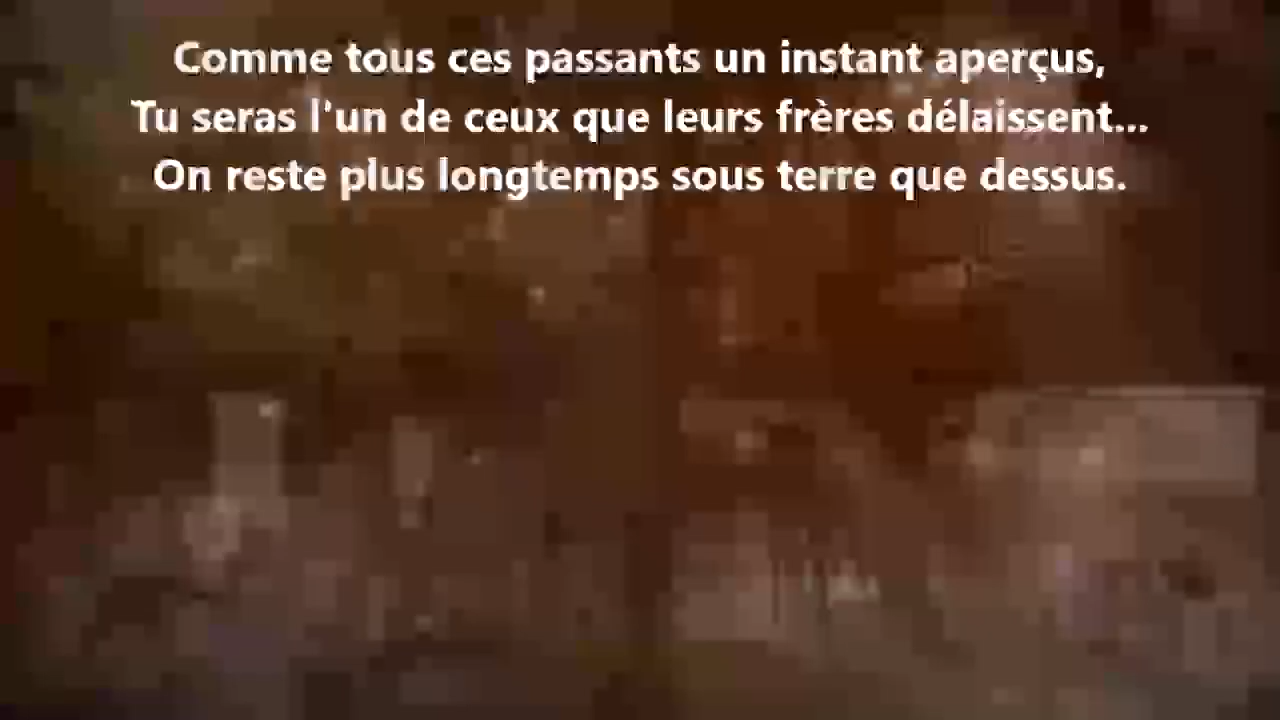 Comme tous ces passants un instant aperçus,
Tu seras l'un de ceux que leurs frères délaissent...
On reste plus longtemps sous terre que dessus.